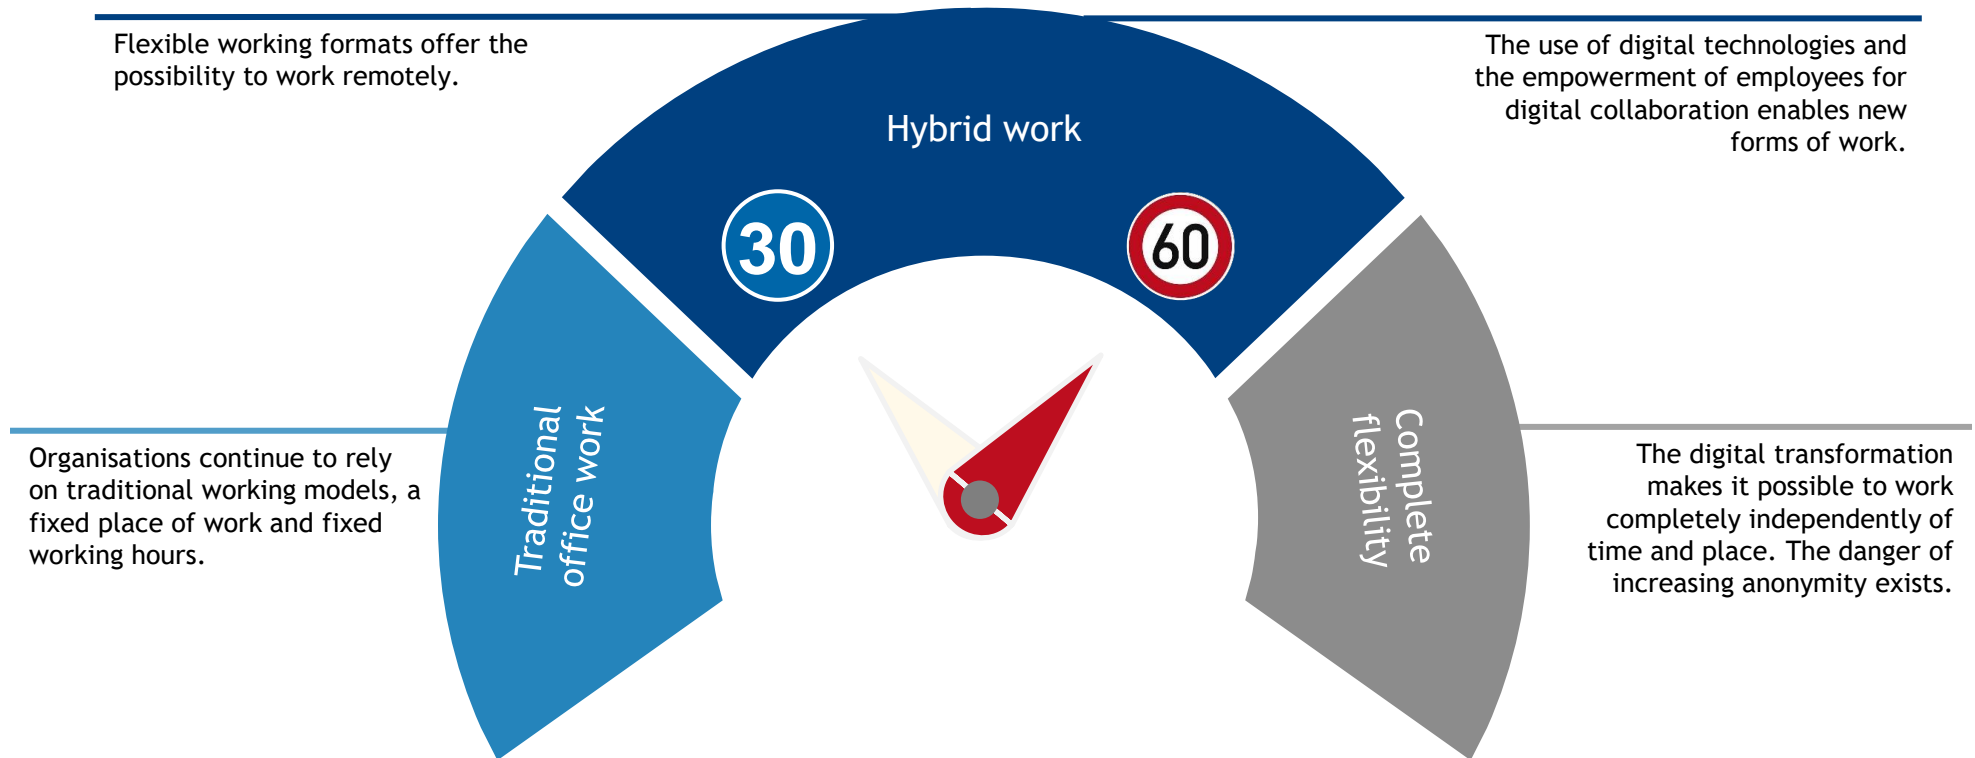 Flexible working formats offer the
possibility to work remotely.
The use of digital technologies and
the empowerment of employees for
digital collaboration enables new
forms of work.
Hybrid work
30
60
Traditional
office work
Complete
flexibility
Organisations continue to rely
on traditional working models, a
fixed place of work and fixed
working hours.
The digital transformation
makes it possible to work
completely independently of
time and place. The danger of
increasing anonymity exists.